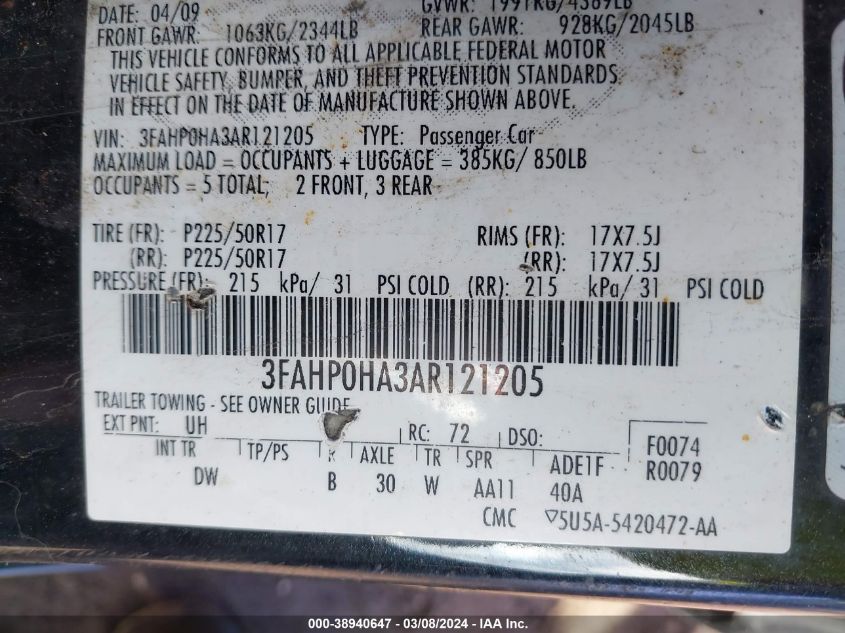 DATE: 04/09 GVWR: 1991KG/4389LB
FRONT GAWR: 1063KG/2344LB REAR GAWR: 928KG/2045LB
THIS VEHICLE CONFORMS TO ALL APPLICABLE FEDERAL MOTOR
VEHICLE SAFETY, BUMPER, AND THEFT PREVENTION STANDARDS
IN EFFECT ON THE DATE OF MANUFACTURE SHOWN ABOVE.
VIN: 3FAHP0HA3AR121205 TYPE: Passenger Car
MAXIMUM LOAD = OCCUPANTS + LUGGAGE = 385KG/ 850LB
OCCUPANTS = 5 TOTAL; 2 FRONT, 3 REAR
TIRE (FR): P225/50R17 RIMS (FR): 17X7.5J
(RR): P225/50R17 (RR): 17X7.5J
PRESSURE (FR): 215 kPa/ 31 PSI COLD (RR): 215 kPa/ 31 PSI COLD
3FAHP0HA3AR121205
TRAILER TOWING - SEE OWNER GUIDE
EXT PNT: UH RC: 72 DSO: F0074
INT TR TP/PS R AXLE TR SPR ADE1F R0079
DW B 30 W AA11 40A
CMC ▽5U5A-5420472-AA
000-38940647 - 03/08/2024 - IAA Inc.